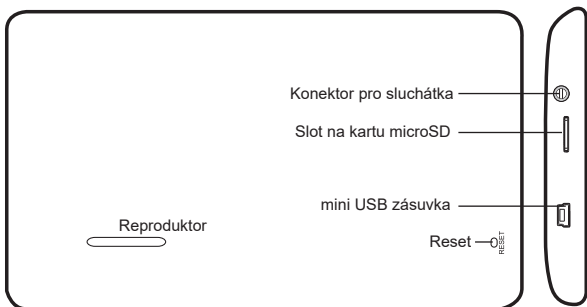 Konektor pro sluchátka
Slot na kartu microSD
mini USB zásuvka
Reproduktor
Reset
RESET